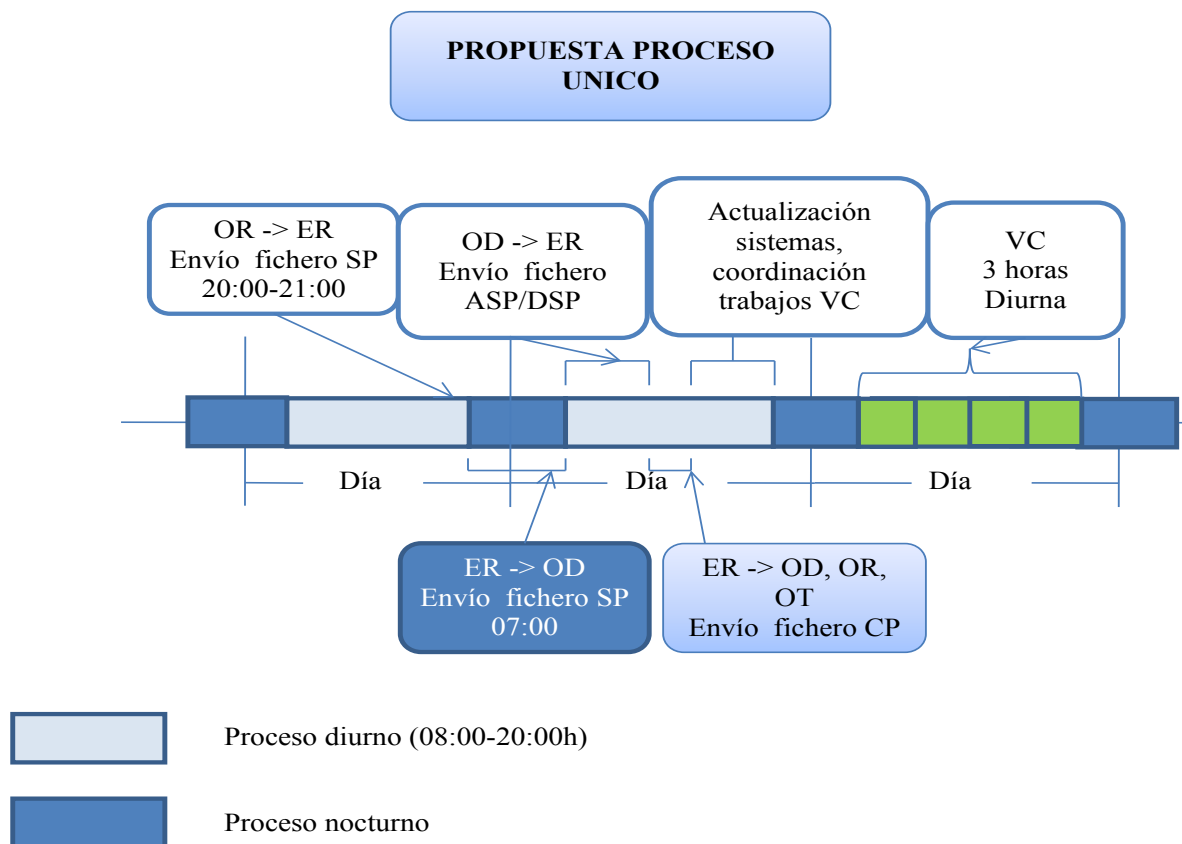 PROPUESTA PROCESO
UNICO
OR -> ER
Envío fichero SP
20:00-21:00
OD -> ER
Envío fichero
ASP/DSP
Actualización
sistemas,
coordinación
trabajos VC
VC
3 horas
Diurna
Día
Día
Día
ER -> OD
Envío fichero SP
07:00
ER -> OD, OR,
OT
Envío fichero CP
Proceso diurno (08:00-20:00h)
Proceso nocturno